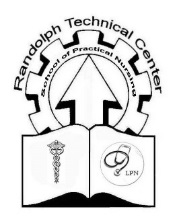 Randolph Technical Center
School of Practical Nursing
LPN